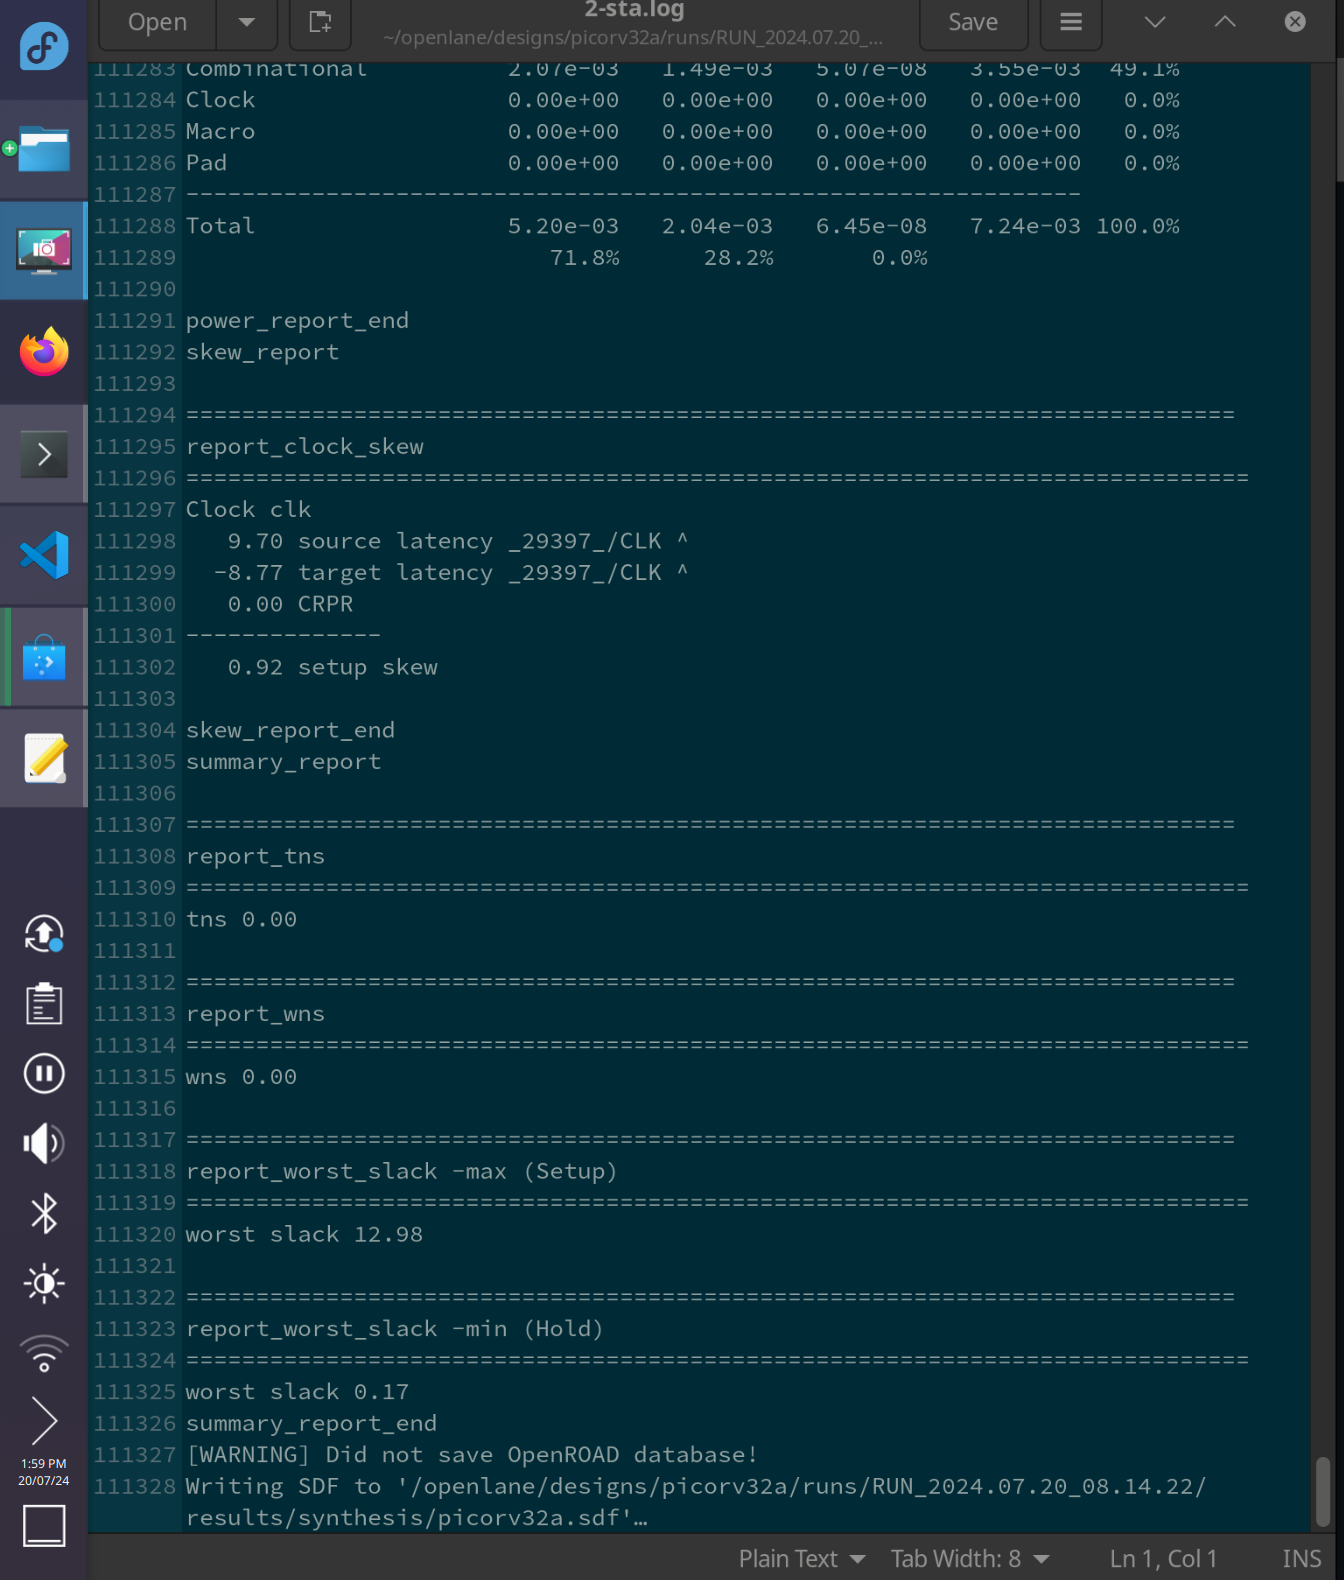 2-sta.log
Open
~/openlane/designs/picorv32a/runs/RUN_2024.07.20_...
Save
111283 Combinational 2.07e-03 1.49e-03 5.07e-08 3.55e-03 49.1%
111284 Clock 0.00e+00 0.00e+00 0.00e+00 0.00e+00 0.0%
111285 Macro 0.00e+00 0.00e+00 0.00e+00 0.00e+00 0.0%
111286 Pad 0.00e+00 0.00e+00 0.00e+00 0.00e+00 0.0%
111287 ----------------------------------------------------------------
111288 Total 5.20e-03 2.04e-03 6.45e-08 7.24e-03 100.0%
111289 71.8% 28.2% 0.0%
111290
111291 power_report_end
111292 skew_report
111293
111294 ===========================================================================
111295 report_clock_skew
111296 ============================================================================
111297 Clock clk
111298 9.70 source latency _29397_/CLK ^
111299 -8.77 target latency _29397_/CLK ^
111300 0.00 CRPR
111301 --------------
111302 0.92 setup skew
111303
111304 skew_report_end
111305 summary_report
111306
111307 ===========================================================================
111308 report_tns
111309 ============================================================================
111310 tns 0.00
111311
111312 ===========================================================================
111313 report_wns
111314 ============================================================================
111315 wns 0.00
111316
111317 ===========================================================================
111318 report_worst_slack -max (Setup)
111319 ============================================================================
111320 worst slack 12.98
111321
111322 ===========================================================================
111323 report_worst_slack -min (Hold)
111324 ============================================================================
111325 worst slack 0.17
111326 summary_report_end
111327 [WARNING] Did not save OpenROAD database!
111328 Writing SDF to '/openlane/designs/picorv32a/runs/RUN_2024.07.20_08.14.22/
results/synthesis/picorv32a.sdf'…
1:59 PM
20/07/24
Plain Text Tab Width: 8 Ln 1, Col 1 INS